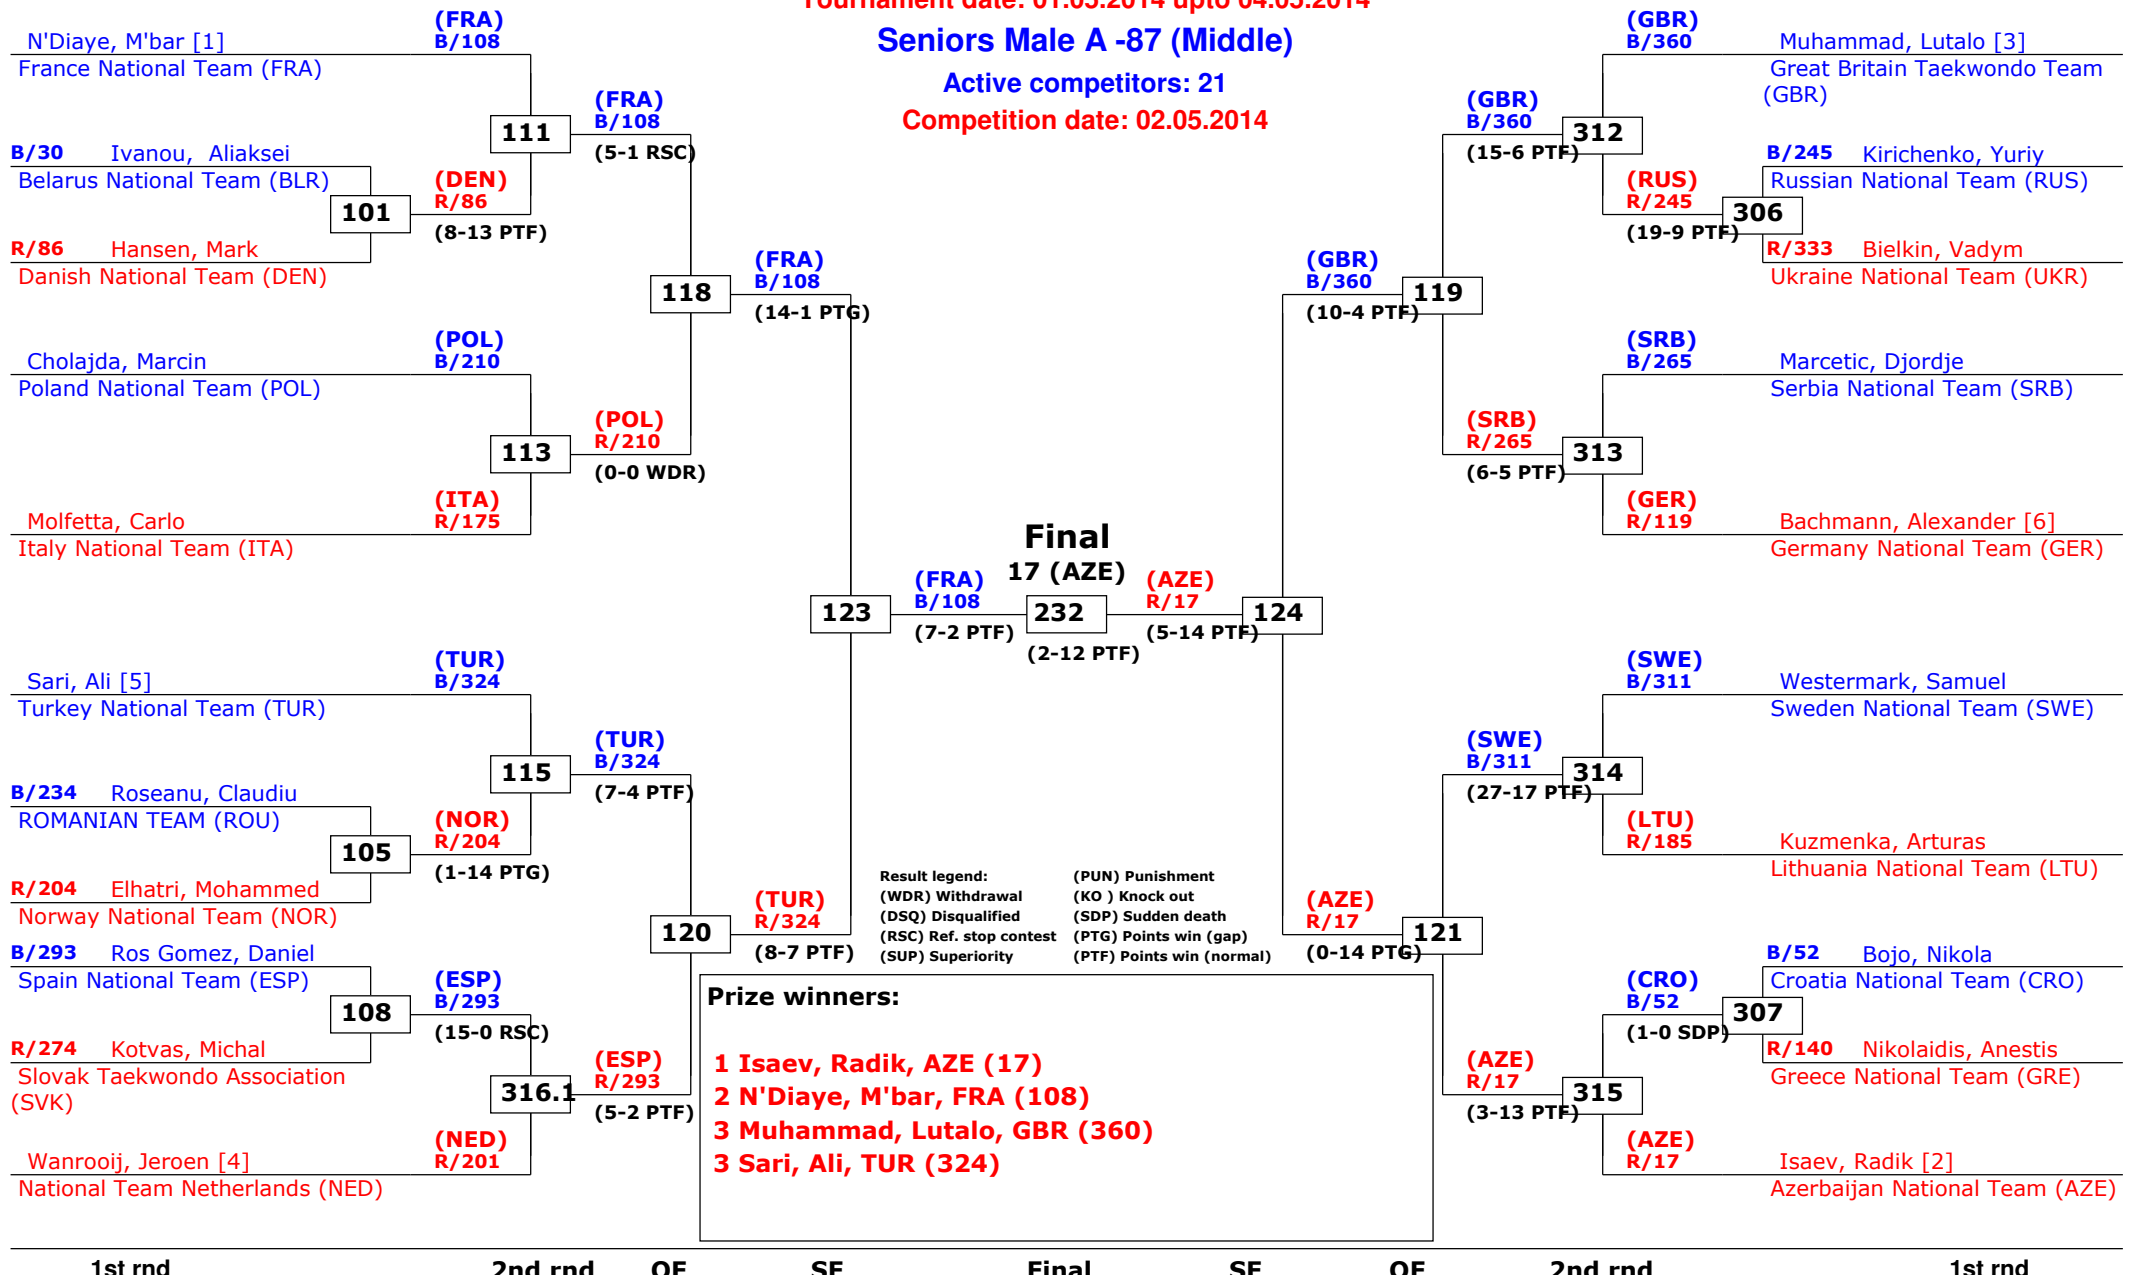 Tournament date: 01.05.2014 upto 04.05.2014
Seniors Male A -87 (Middle)
Active competitors: 21
Competition date: 02.05.2014
(FRA)
N'Diaye, M'bar [1] B/108
France National Team (FRA)
(FRA)
B/108
111
(5-1 RSC)
B/30 Ivanou, Aliaksei
Belarus National Team (BLR)
(DEN)
R/86
101
(8-13 PTF)
R/86 Hansen, Mark
Danish National Team (DEN)
(FRA)
B/108
118
(14-1 PTG)
(POL)
Cholajda, Marcin B/210
Poland National Team (POL)
(POL)
R/210
113
(0-0 WDR)
(ITA)
Molfetta, Carlo R/175
Italy National Team (ITA)
(FRA)
B/108
123
(7-2 PTF)
(TUR)
Sari, Ali [5] B/324
Turkey National Team (TUR)
(TUR)
B/324
115
(7-4 PTF)
B/234 Roseanu, Claudiu
ROMANIAN TEAM (ROU)
(NOR)
R/204
105
(1-14 PTG)
R/204 Elhatri, Mohammed
Norway National Team (NOR)
(TUR)
R/324
120
(8-7 PTF)
B/293 Ros Gomez, Daniel
Spain National Team (ESP)
(ESP)
B/293
108
(15-0 RSC)
R/274 Kotvas, Michal
Slovak Taekwondo Association
(SVK)
(ESP)
R/293
316.1
(5-2 PTF)
(NED)
Wanrooij, Jeroen [4] R/201
National Team Netherlands (NED)
Final
17 (AZE)
232
(2-12 PTF)
(AZE)
R/17
124
(5-14 PTF)
(GBR)
B/360 Muhammad, Lutalo [3]
Great Britain Taekwondo Team
(GBR)
(GBR)
B/360
312
(15-6 PTF)
B/245 Kirichenko, Yuriy
Russian National Team (RUS)
(RUS)
R/245
306
(19-9 PTF)
R/333 Bielkin, Vadym
Ukraine National Team (UKR)
(GBR)
B/360
119
(10-4 PTF)
(SRB)
B/265 Marcetic, Djordje
Serbia National Team (SRB)
(SRB)
R/265
313
(6-5 PTF)
(GER)
R/119 Bachmann, Alexander [6]
Germany National Team (GER)
(SWE)
B/311 Westermark, Samuel
Sweden National Team (SWE)
(SWE)
B/311
314
(27-17 PTF)
(LTU)
R/185 Kuzmenka, Arturas
Lithuania National Team (LTU)
(AZE)
R/17
121
(0-14 PTG)
B/52 Bojo, Nikola
Croatia National Team (CRO)
(CRO)
B/52
307
(1-0 SDP)
R/140 Nikolaidis, Anestis
Greece National Team (GRE)
(AZE)
R/17
315
(3-13 PTF)
(AZE)
R/17 Isaev, Radik [2]
Azerbaijan National Team (AZE)
Result legend: (PUN) Punishment
(WDR) Withdrawal (KO ) Knock out
(DSQ) Disqualified (SDP) Sudden death
(RSC) Ref. stop contest (PTG) Points win (gap)
(SUP) Superiority (PTF) Points win (normal)
Prize winners:
1 Isaev, Radik, AZE (17)
2 N'Diaye, M'bar, FRA (108)
3 Muhammad, Lutalo, GBR (360)
3 Sari, Ali, TUR (324)
1st rnd 2nd rnd QF SF Final SF QF 2nd rnd 1st rnd